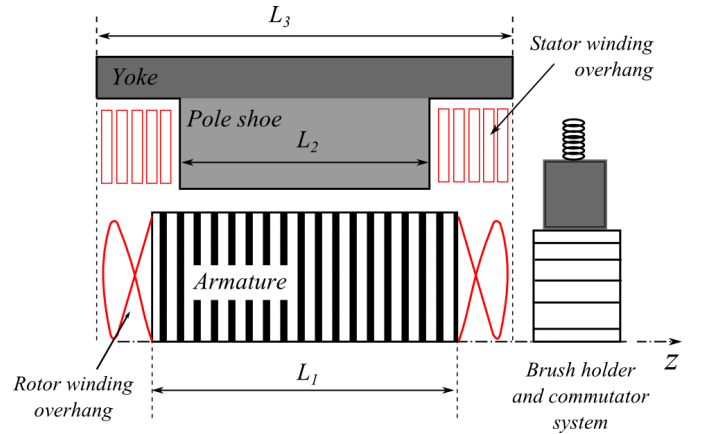 L3
Stator winding
overhang
Yoke
Pole shoe
L2
Armature
z
Rotor winding
overhang
L1
Brush holder
and commutator
system